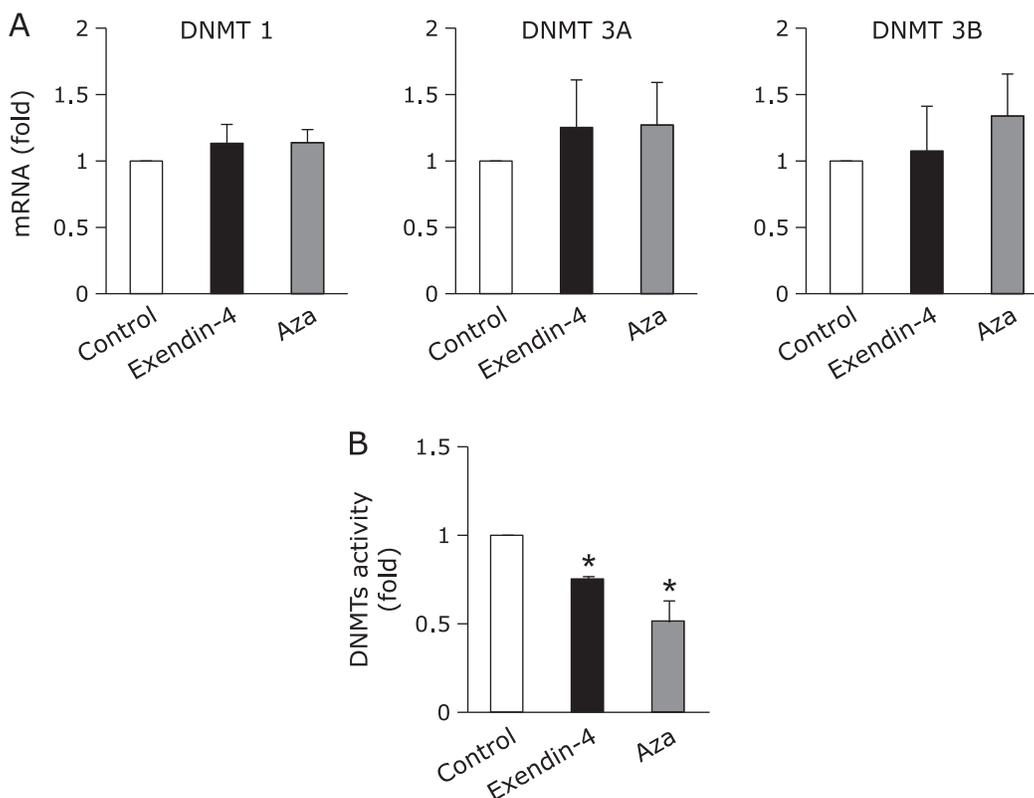 A
DNMT 1
DNMT 3A
DNMT 3B
mRNA (fold)
2
1.5
1
0.5
0
Control
Exendin-4
Aza
2
1.5
1
0.5
0
Control
Exendin-4
Aza
2
1.5
1
0.5
0
Control
Exendin-4
Aza
B
DNMTs activity
(fold)
1.5
1
0.5
0
*
*
Control
Exendin-4
Aza